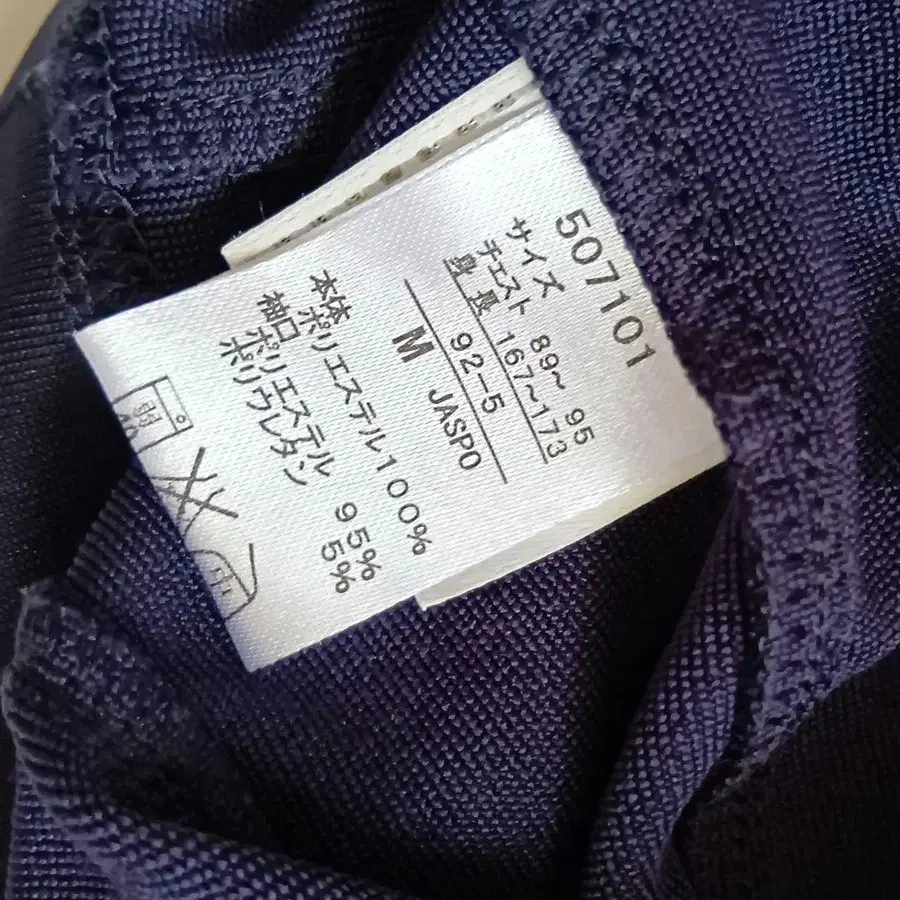 507101
サイズ
チェスト 89～ 95
身長 167～173
92-5
M JASPO
本体
ポリエステル100%
袖口
ポリエステル 95%
ポリウレタン 5%
弱
40